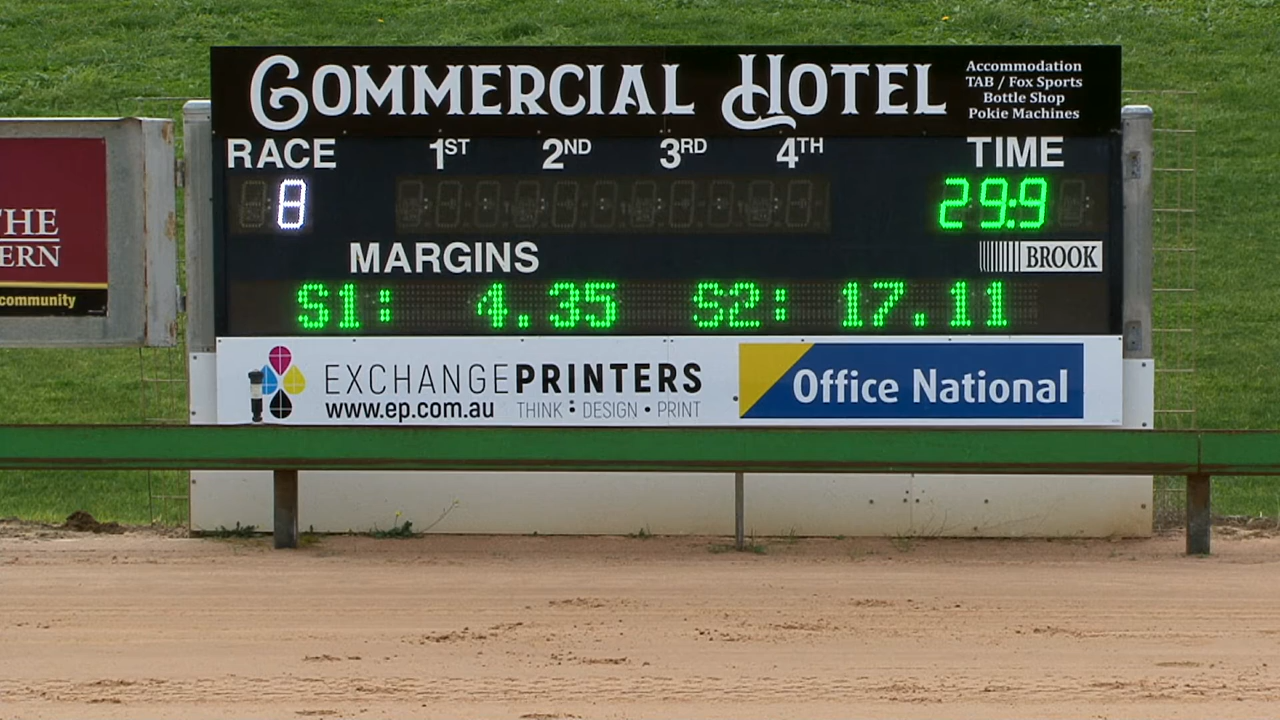 COMMERCIAL HOTEL
Accommodation
TAB / Fox Sports
Bottle Shop
Pokie Machines
RACE 1ST 2ND 3RD 4TH TIME
8 29:9
MARGINS
BROOK
S1: 4.35 S2: 17.11
THE
ERN
community
EXCHANGEPRINTERS
www.ep.com.au THINK • DESIGN • PRINT
Office National